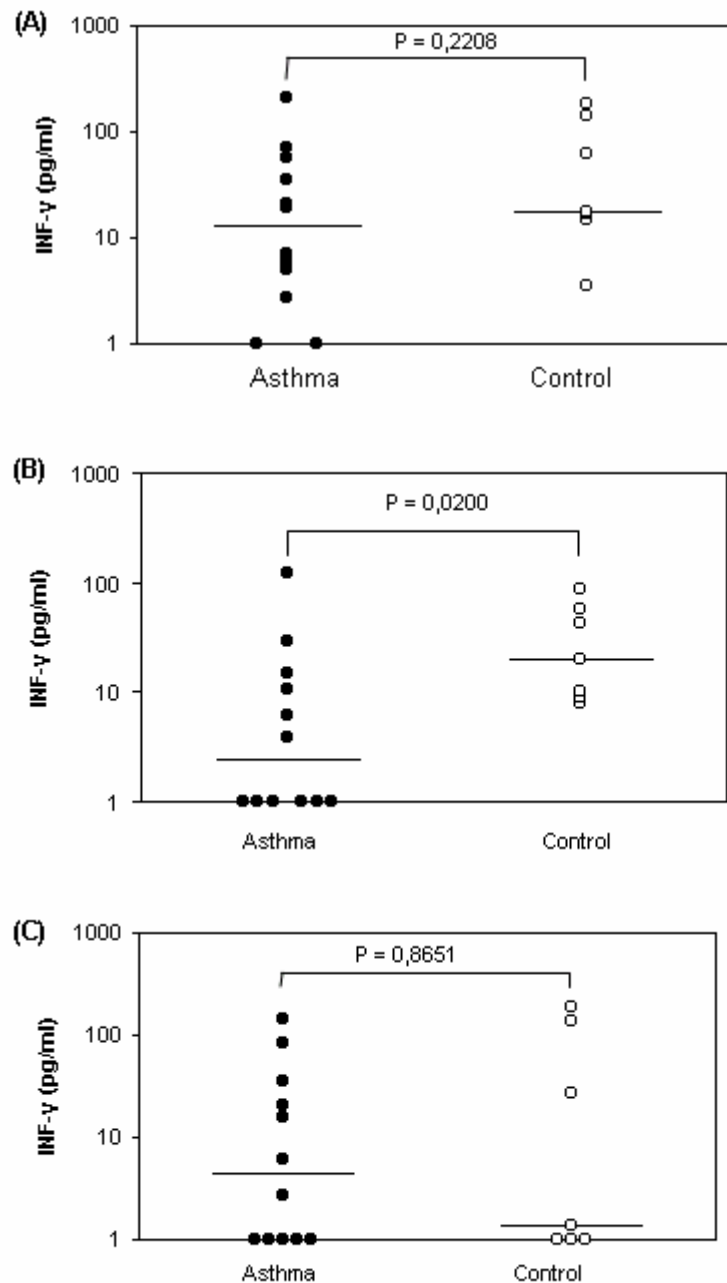 (A)
1000
P = 0,2208
100
INF-γ (pg/ml)
10
1
Asthma Control
(B)
1000
P = 0,0200
100
INF-γ (pg/ml)
10
1
Asthma Control
(C)
1000
P = 0,8651
100
INF-γ (pg/ml)
10
1
Asthma Control